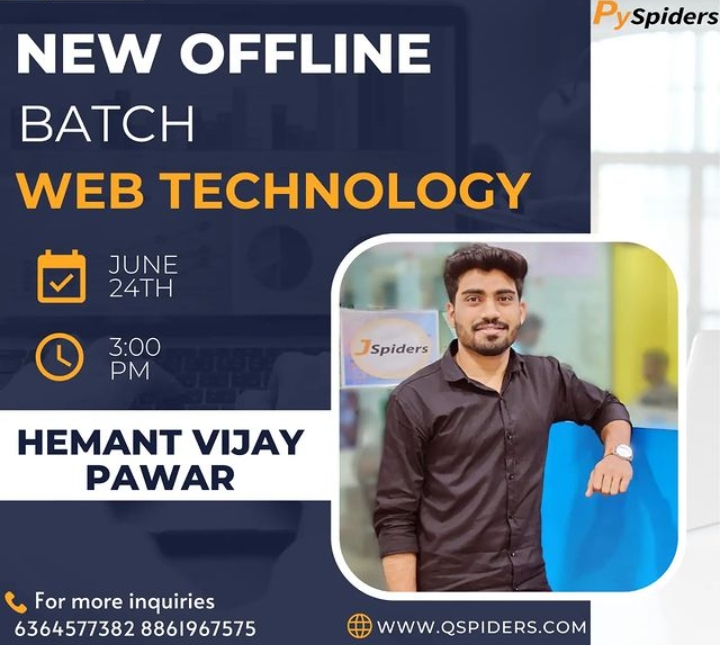 PySpiders
NEW OFFLINE
BATCH
WEB TECHNOLOGY
JUNE
24TH
3:00
PM
JSpiders
HEMANT VIJAY
PAWAR
For more inquiries
6364577382 8861967575
WWW.QSPIDERS.COM